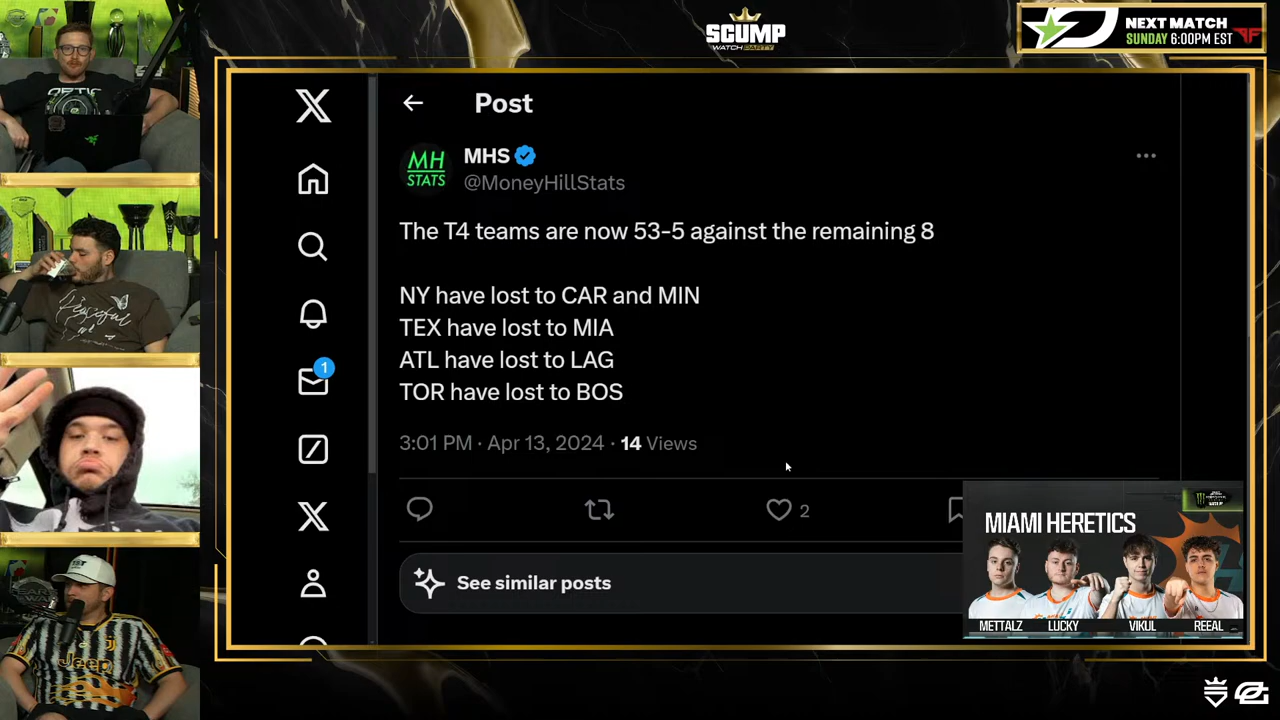 SCUMP
WATCH PARTY
NEXT MATCH
SUNDAY 6:00PM EST
OPTIC
Post
MH
STATS
MHS
@MoneyHillStats
The T4 teams are now 53-5 against the remaining 8
NY have lost to CAR and MIN
TEX have lost to MIA
ATL have lost to LAG
TOR have lost to BOS
1
3:01 PM · Apr 13, 2024 · 14 Views
2
See similar posts
MIAMI HERETICS
METTALZ LUCKY VIKUL REEAL
Jeep